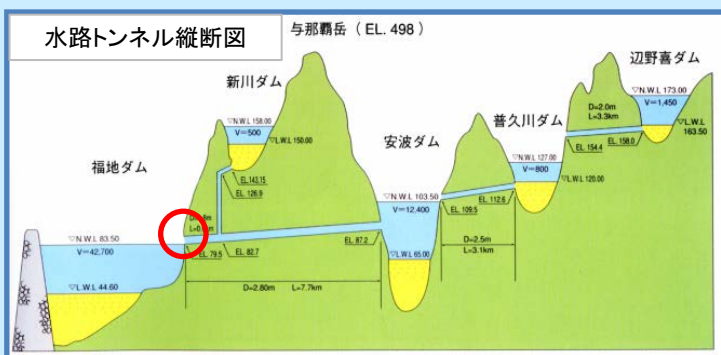 水路トンネル縦断図
与那覇岳 ( EL. 498 )
辺野喜ダム
新川ダム
▽N.W.L 173.00
V=1,450
D=2.0m
L=3.3km
▽L.W.L
163.50
普久川ダム
▽N.W.L 158.00
V=500
▽L.W.L 150.00
安波ダム
EL. 154.4
EL. 158.0
▽N.W.L 127.00
V=800
▽L.W.L 120.00
福地ダム
EL.143.15
EL. 126.9
▽N.W.L 103.50
V=12,400
EL. 109.5
EL. 112.6
▽N.W.L 83.50
V=42,700
EL. 79.5
EL. 82.7
EL. 87.2
D=2.5m
L=3.1km
▽L.W.L 65.00
▽L.W.L 44.60
D=2.80m
L=7.7km